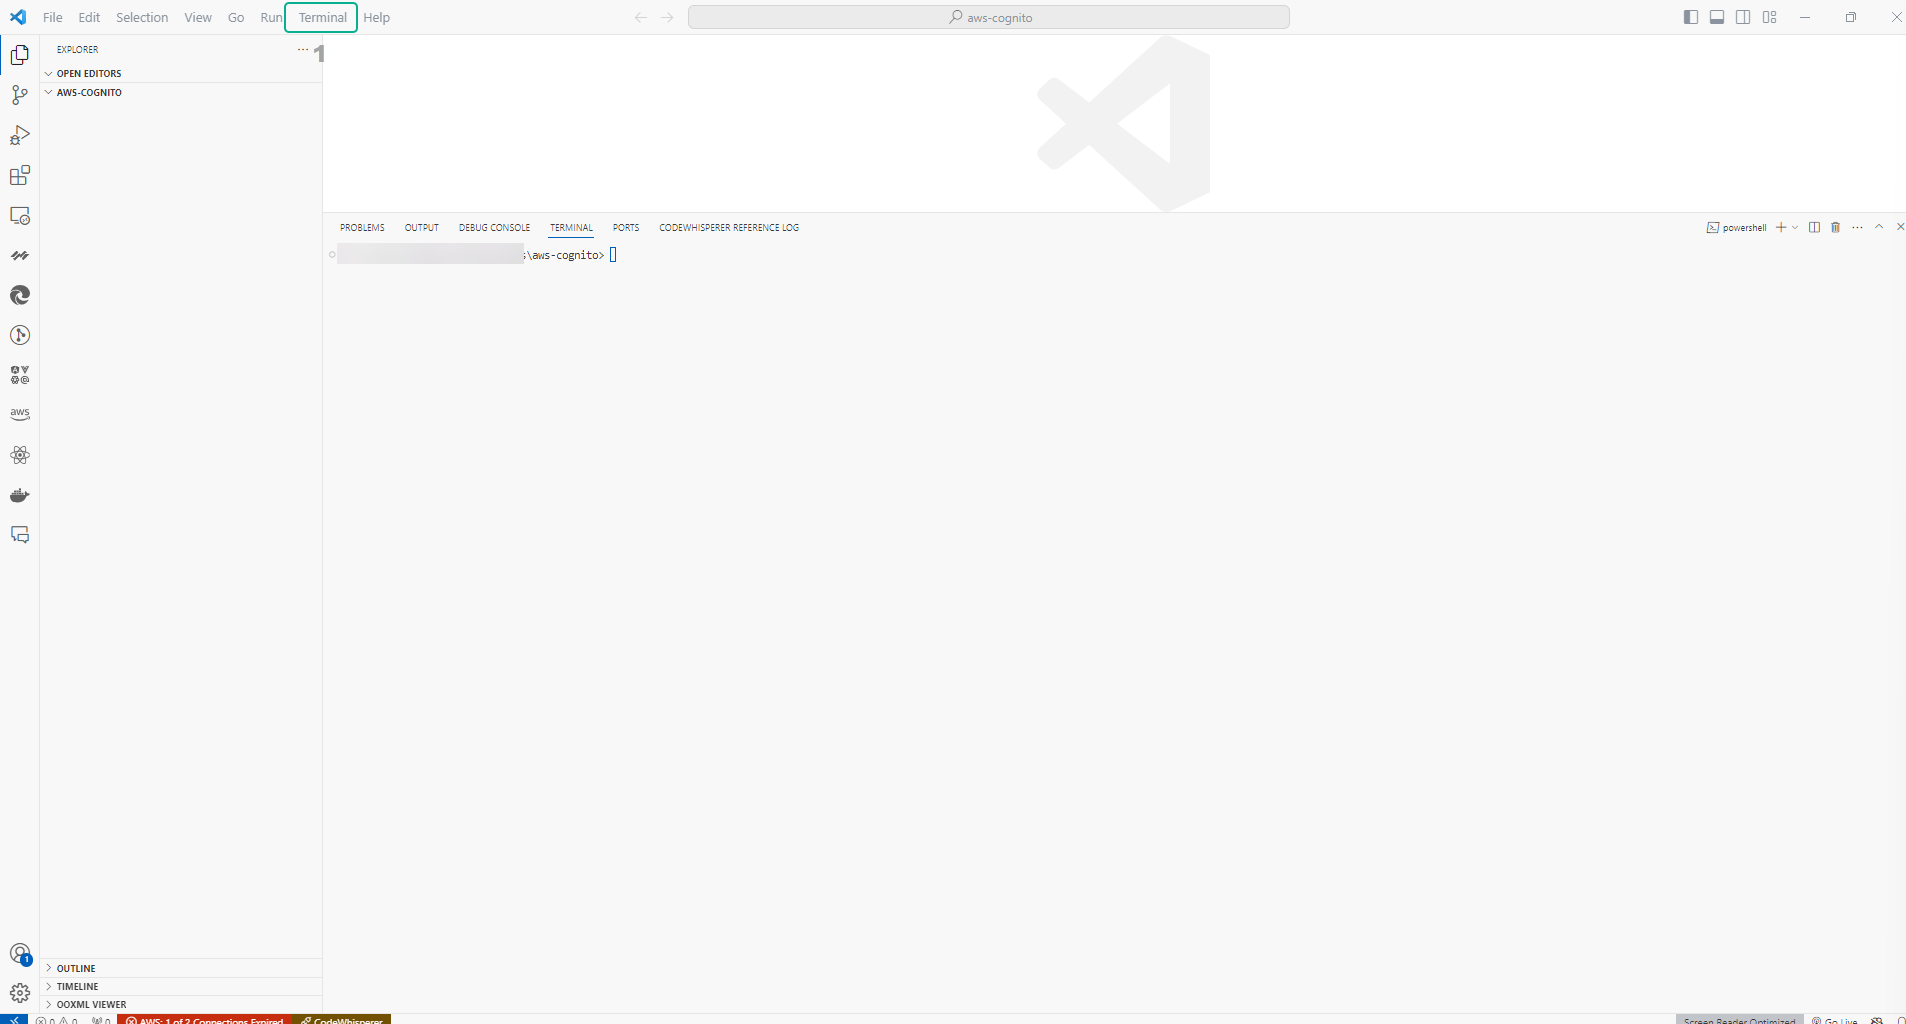 File Edit Selection View Go Run Terminal Help
aws-cognito
EXPLORER
1
OPEN EDITORS
AWS-COGNITO
PROBLEMS OUTPUT DEBUG CONSOLE TERMINAL PORTS CODEWHISPERER REFERENCE LOG
powershell
s\aws-cognito>
aws
1
OUTLINE
TIMELINE
OOXML VIEWER
0 0 0 AWS: 1 of 2 Connections Expired CodeWhisperer Screen Reader Optimized Go Live